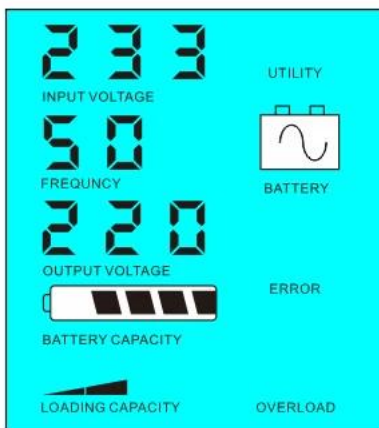 233
UTILITY
INPUT VOLTAGE
50
FREQUNCY
BATTERY
220
OUTPUT VOLTAGE
ERROR
BATTERY CAPACITY
LOADING CAPACITY
OVERLOAD